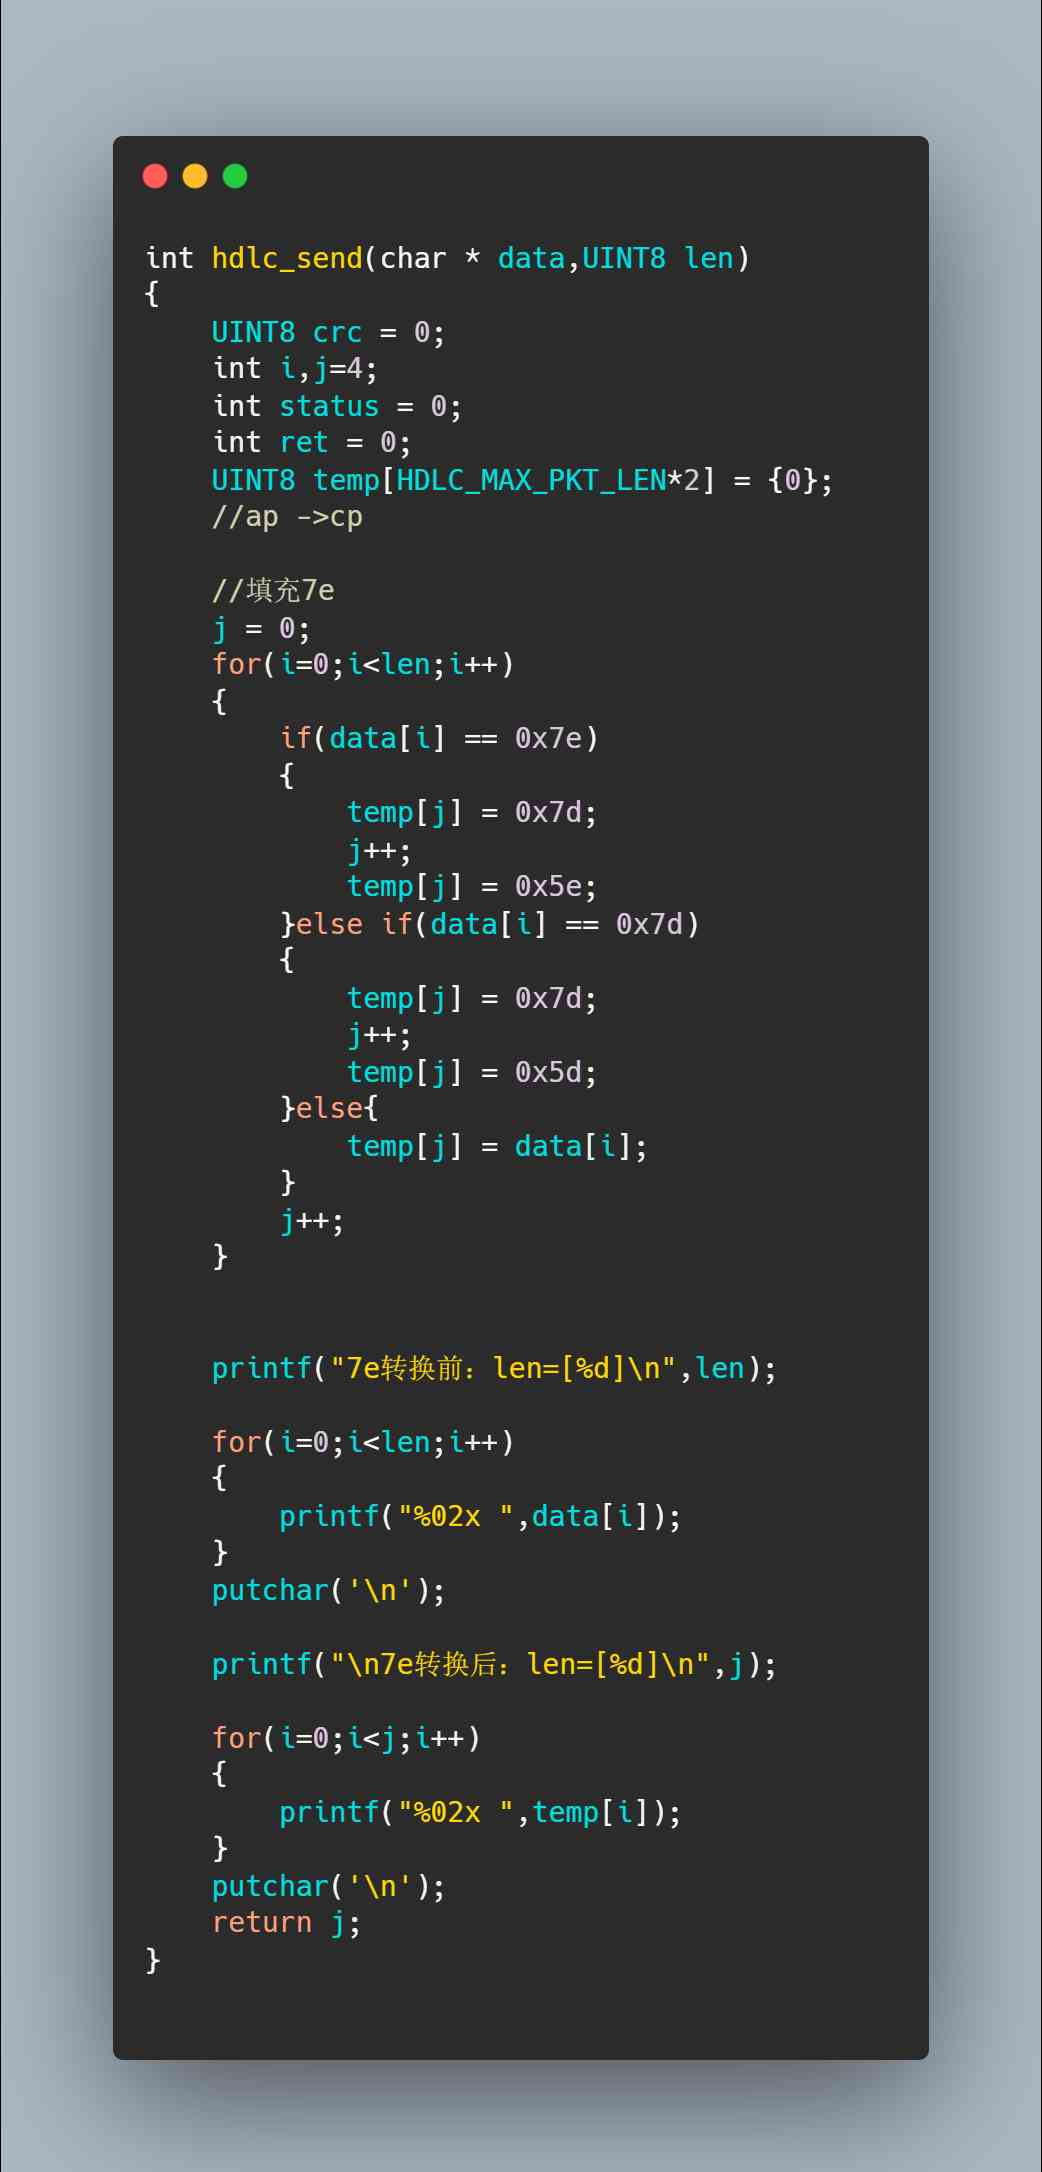 int hdlc_send(char * data,UINT8 len)
{
    UINT8 crc = 0;
    int i,j=4;
    int status = 0;
    int ret = 0;
    UINT8 temp[HDLC_MAX_PKT_LEN*2] = {0};
    //ap ->cp

    //填充7e
    j = 0;
    for(i=0;i<len;i++)
    {
        if(data[i] == 0x7e)
        {
            temp[j] = 0x7d;
            j++;
            temp[j] = 0x5e;
        }else if(data[i] == 0x7d)
        {
            temp[j] = 0x7d;
            j++;
            temp[j] = 0x5d;
        }else{
            temp[j] = data[i];
        }
        j++;
    }


    printf("7e转换前：len=[%d]\n",len);

    for(i=0;i<len;i++)
    {
        printf("%02x ",data[i]);
    }
    putchar('\n');

    printf("\n7e转换后：len=[%d]\n",j);

    for(i=0;i<j;i++)
    {
        printf("%02x ",temp[i]);
    }
    putchar('\n');
    return j;
}